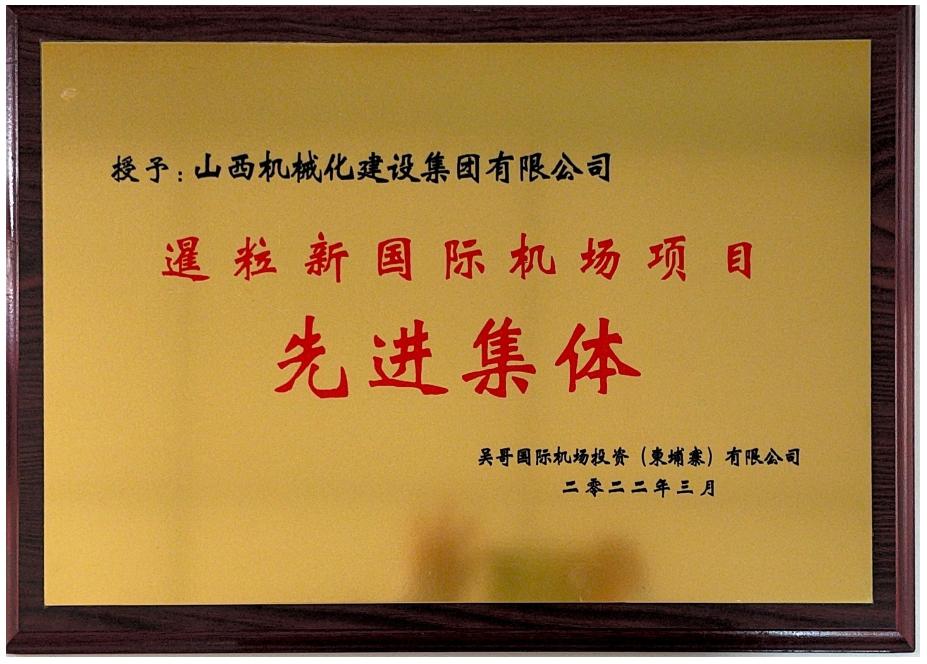 授予：山西机械化建设集团有限公司
暹粒新国际机场项目
先进集体
吴哥国际机场投资（柬埔寨）有限公司
二零二二年三月